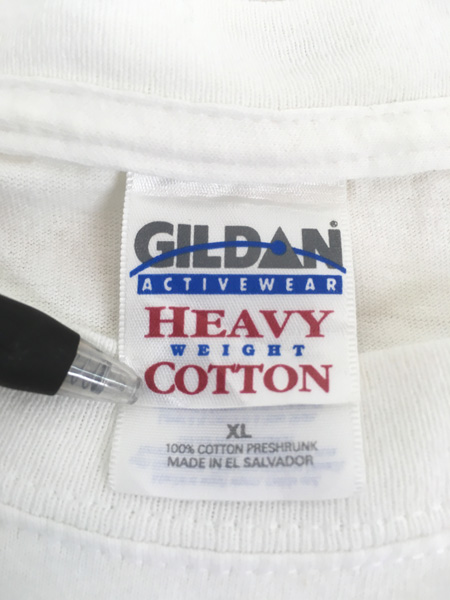 GILDAN®
ACTIVEWEAR
HEAVY
WEIGHT
COTTON
XL
100% COTTON PRESHRUNK
MADE IN EL SALVADOR